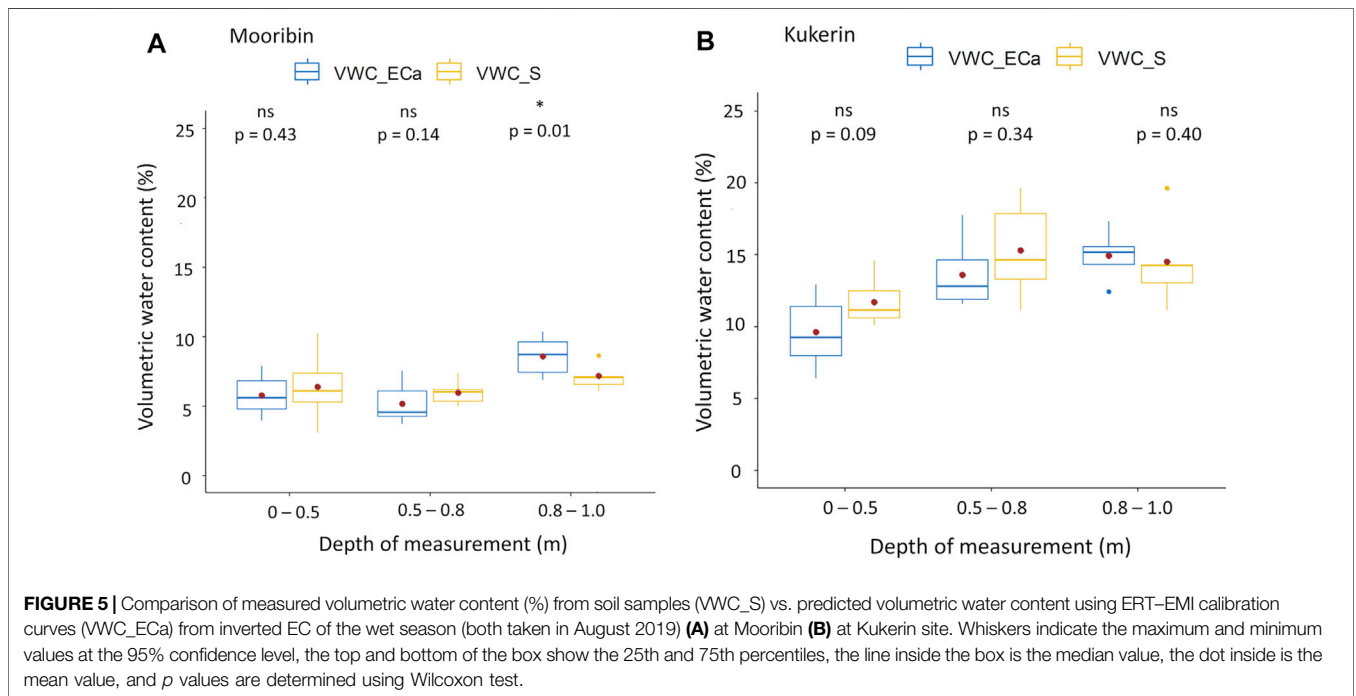 A Mooribin
VWC_ECa VWC_S
ns ns *
p = 0.43 p = 0.14 p = 0.01
Volumetric water content (%)
25
20
15
10
5
0
0 – 0.5 0.5 – 0.8 0.8 – 1.0
Depth of measurement (m)
B Kukerin
VWC_ECa VWC_S
ns ns ns
p = 0.09 p = 0.34 p = 0.40
Volumetric water content (%)
25
20
15
10
5
0
0 – 0.5 0.5 – 0.8 0.8 – 1.0
Depth of measurement (m)
FIGURE 5 | Comparison of measured volumetric water content (%) from soil samples (VWC_S) vs. predicted volumetric water content using ERT–EMI calibration
curves (VWC_ECa) from inverted EC of the wet season (both taken in August 2019) (A) at Mooribin (B) at Kukerin site. Whiskers indicate the maximum and minimum
values at the 95% confidence level, the top and bottom of the box show the 25th and 75th percentiles, the line inside the box is the median value, the dot inside is the
mean value, and p values are determined using Wilcoxon test.